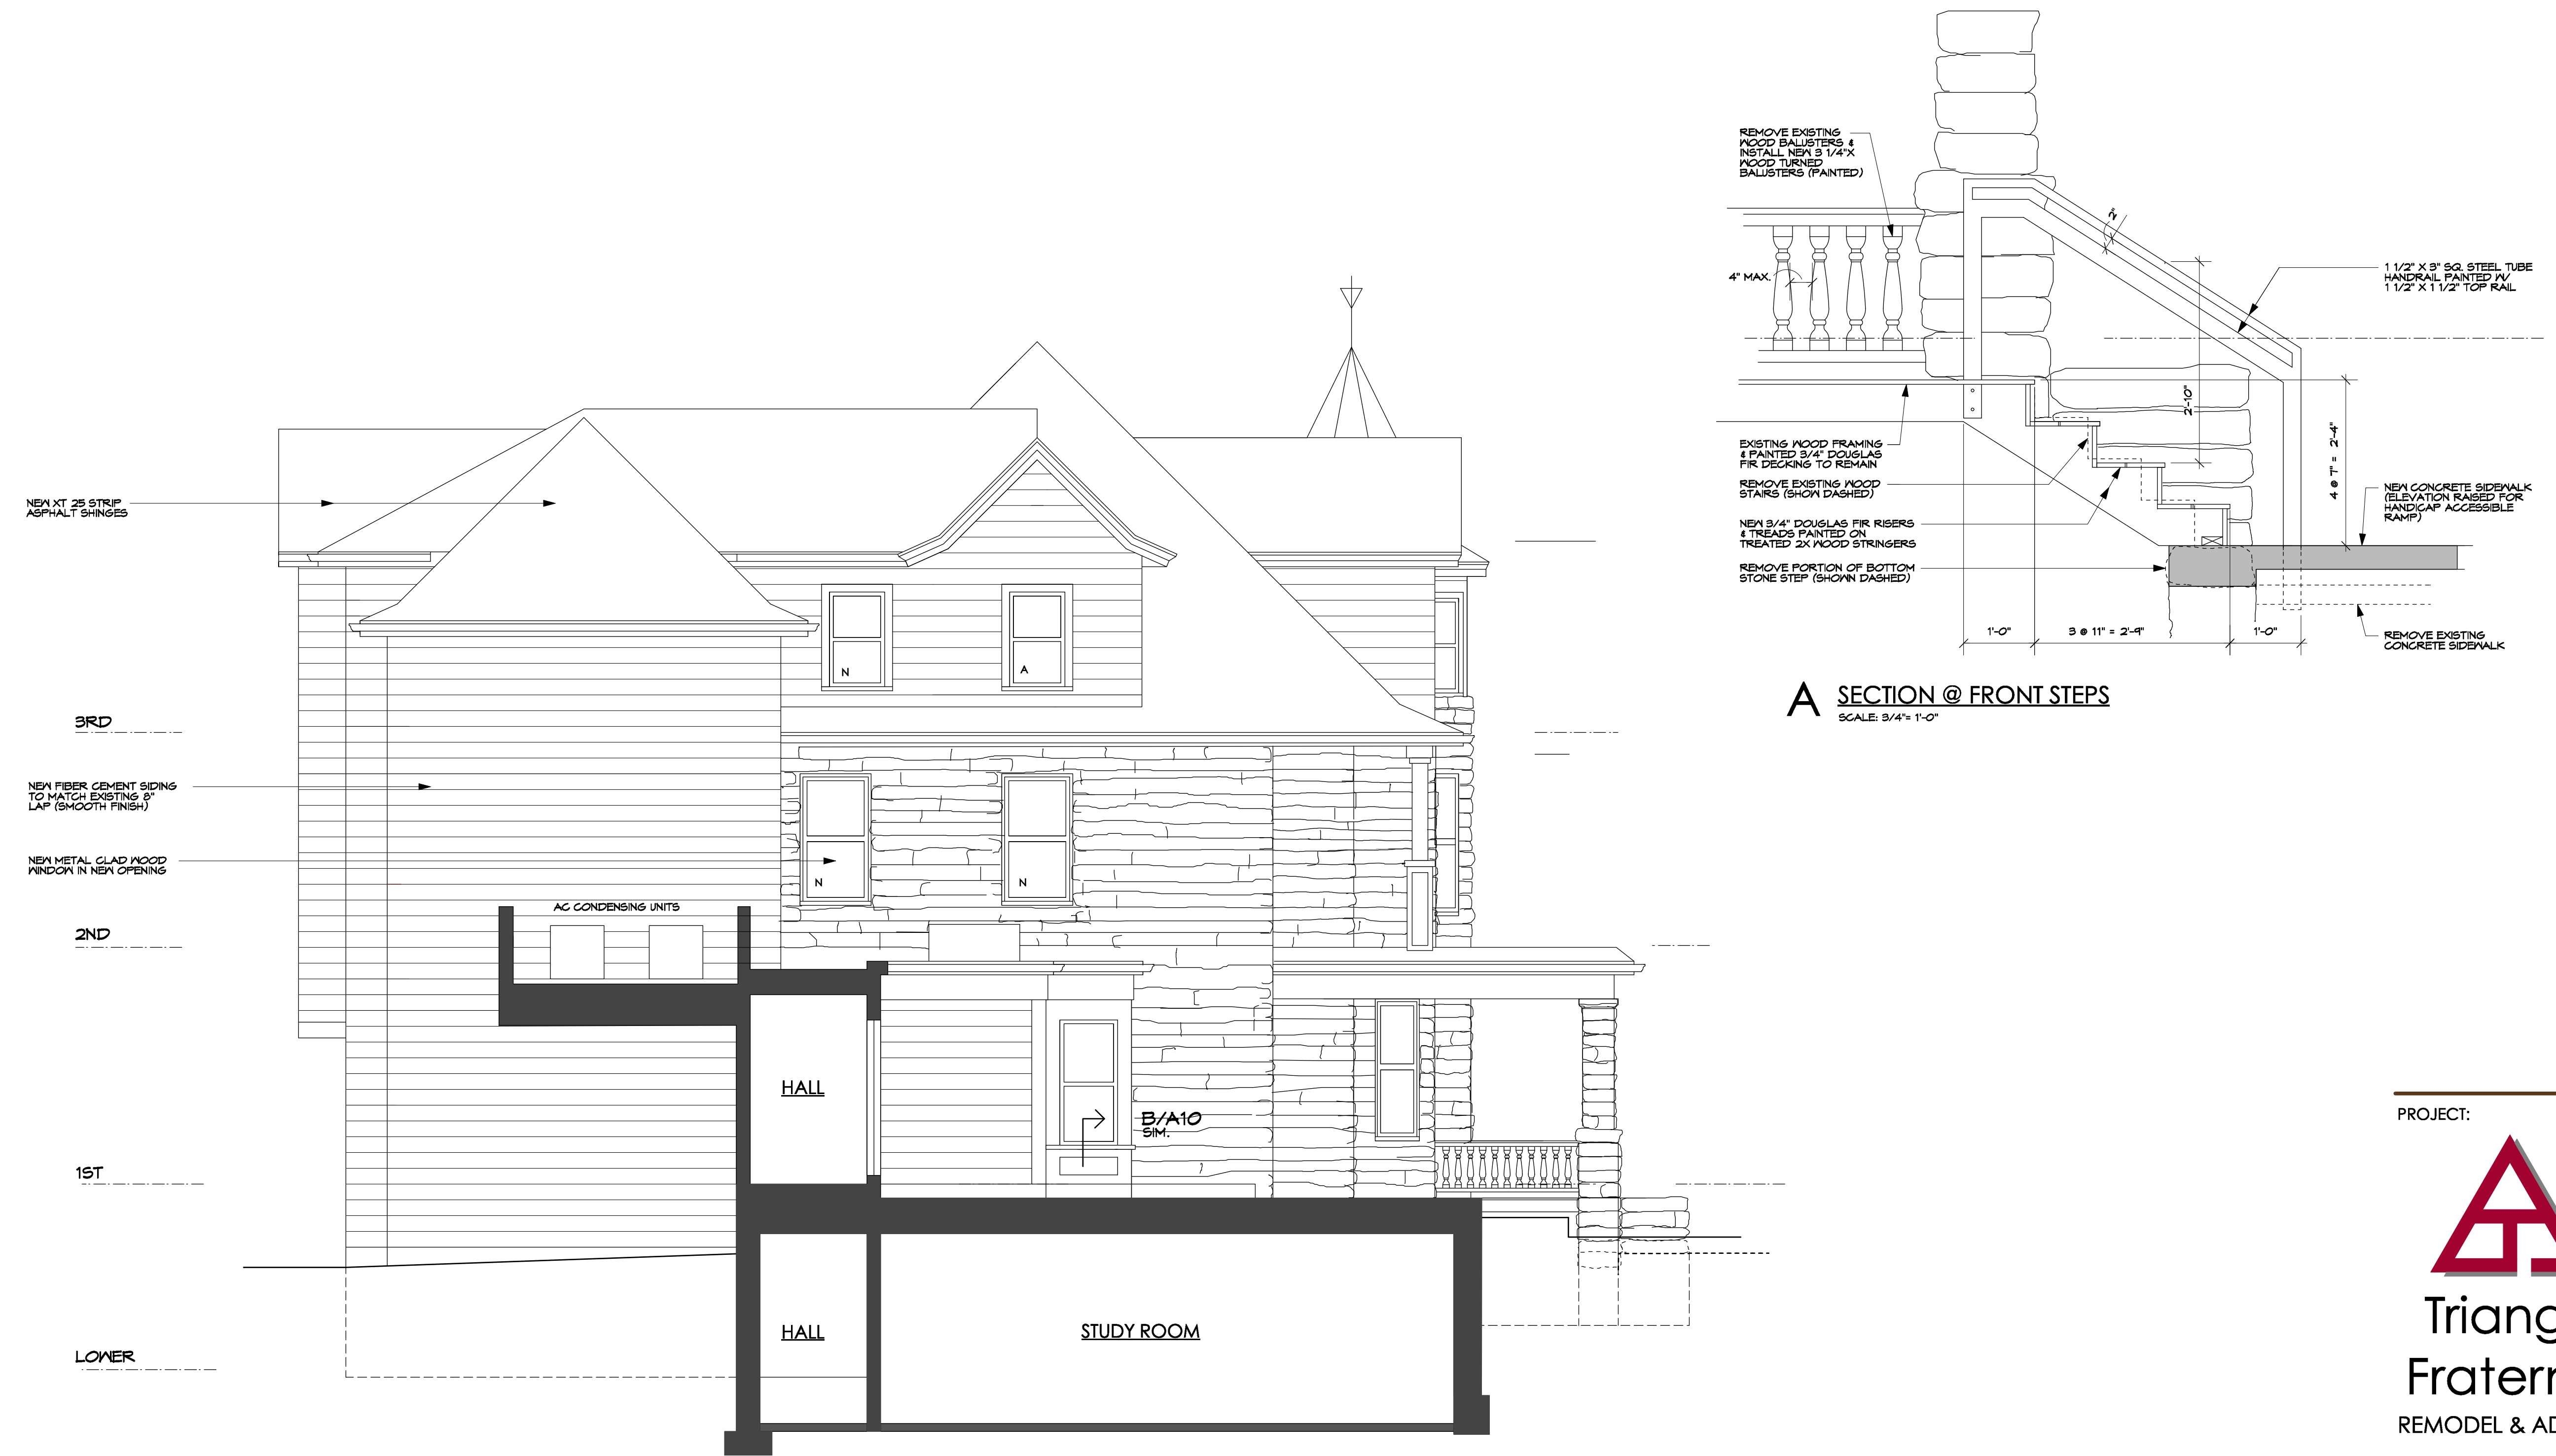 REMOVE EXISTING
WOOD BALUSTERS &
INSTALL NEW 3 1/4"X
WOOD TURNED
BALUSTERS (PAINTED)
4" MAX.
2"
1 1/2" X 3" SQ. STEEL TUBE
HANDRAIL PAINTED W/
1 1/2" X 1 1/2" TOP RAIL
2'-10"
4 @ 7" = 2'-4"
EXISTING WOOD FRAMING
& PAINTED 3/4" DOUGLAS
FIR DECKING TO REMAIN
REMOVE EXISTING WOOD
STAIRS (SHOW DASHED)
NEW 3/4" DOUGLAS FIR RISERS
& TREADS PAINTED ON
TREATED 2X WOOD STRINGERS
REMOVE PORTION OF BOTTOM
STONE STEP (SHOWN DASHED)
NEW CONCRETE SIDEWALK
(ELEVATION RAISED FOR
HANDICAP ACCESSIBLE
RAMP)
REMOVE EXISTING
CONCRETE SIDEWALK
1'-0"
3 @ 11" = 2'-9"
1'-0"
A SECTION @ FRONT STEPS
SCALE: 3/4"= 1'-0"
NEW XT 25 STRIP
ASPHALT SHINGES
N
A
3RD
NEW FIBER CEMENT SIDING
TO MATCH EXISTING 8"
LAP (SMOOTH FINISH)
NEW METAL CLAD WOOD
WINDOW IN NEW OPENING
N
N
AC CONDENSING UNITS
2ND
HALL
B/A10
SIM.
1ST
HALL
STUDY ROOM
LOWER
PROJECT:
Triang
Fratern
REMODEL & AD